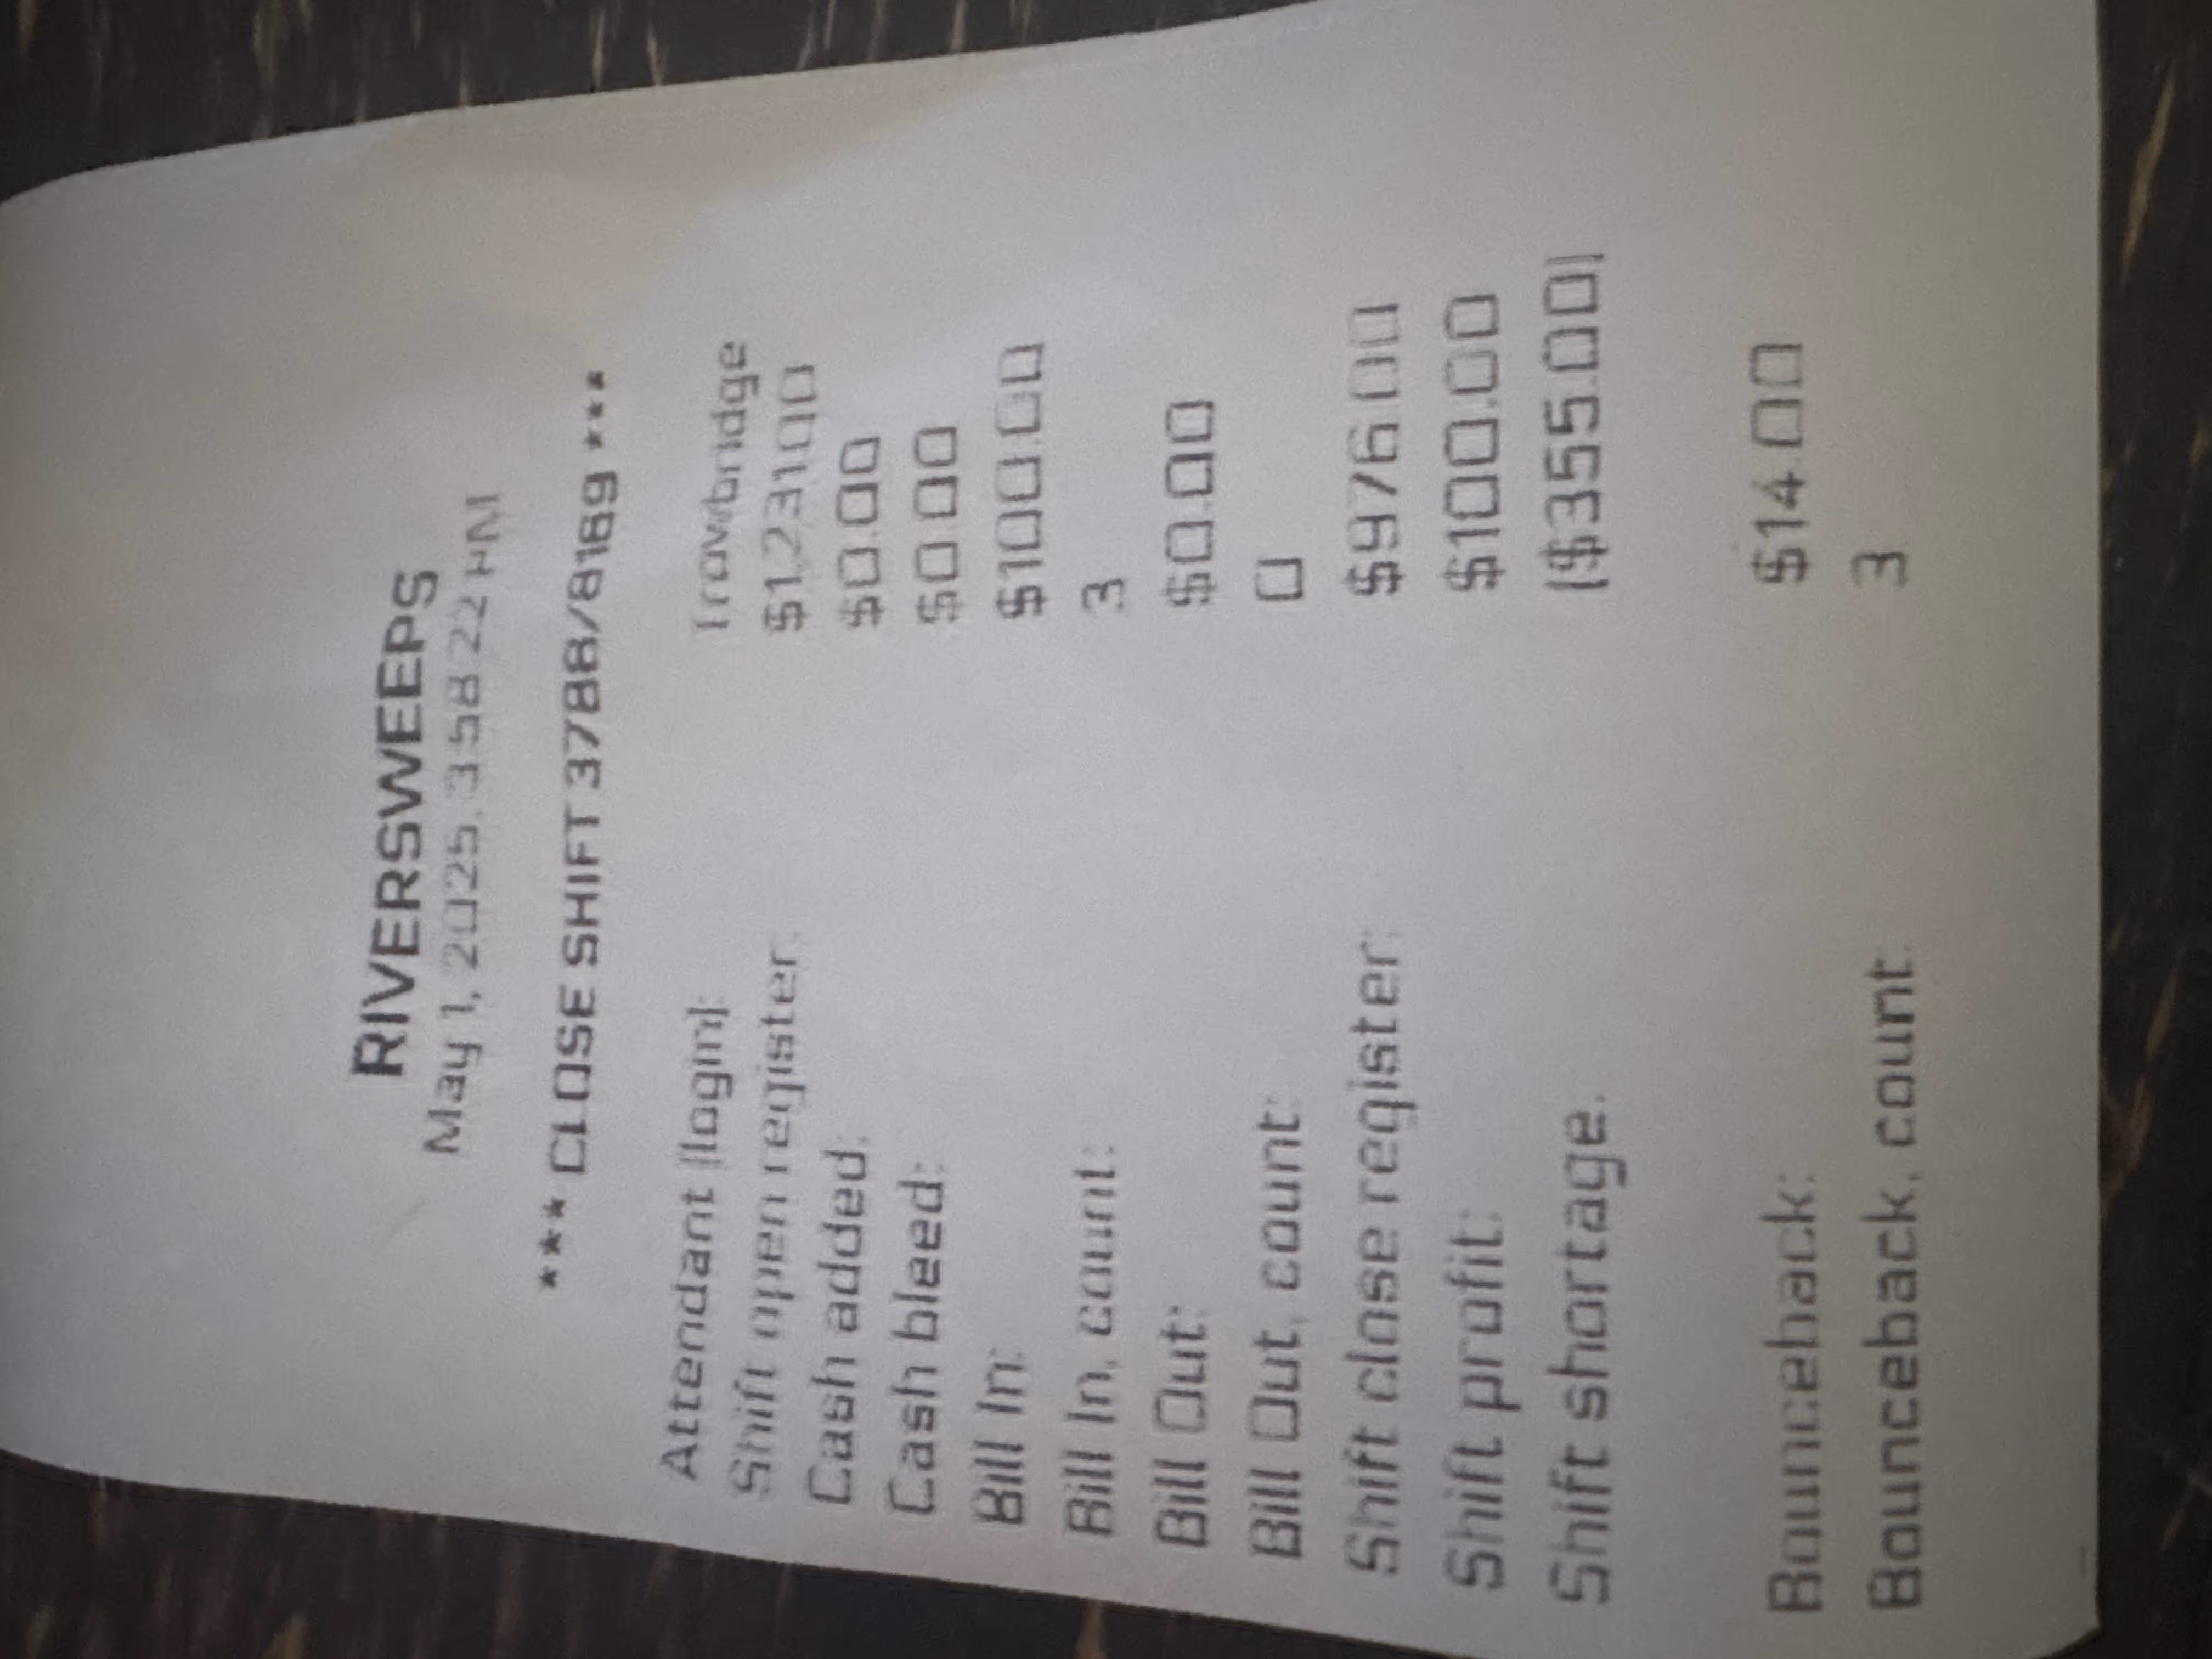 RIVERSWEEPS
May 1, 2025, 3:58:22 PM
*** CLOSE SHIFT 37888/8169 ***
Attendant (login): Trowbridge
Shift open register: $1,231.00
Cash added: $0.00
Cash bleed: $0.00
Bill In: $100.00
Bill In, count: 3
Bill Out: $0.00
Bill Out, count: 0
Shift close register: $976.00
Shift profit: $100.00
Shift shortage: ($355.00)
Bounceback: $14.00
Bounceback, count: 3